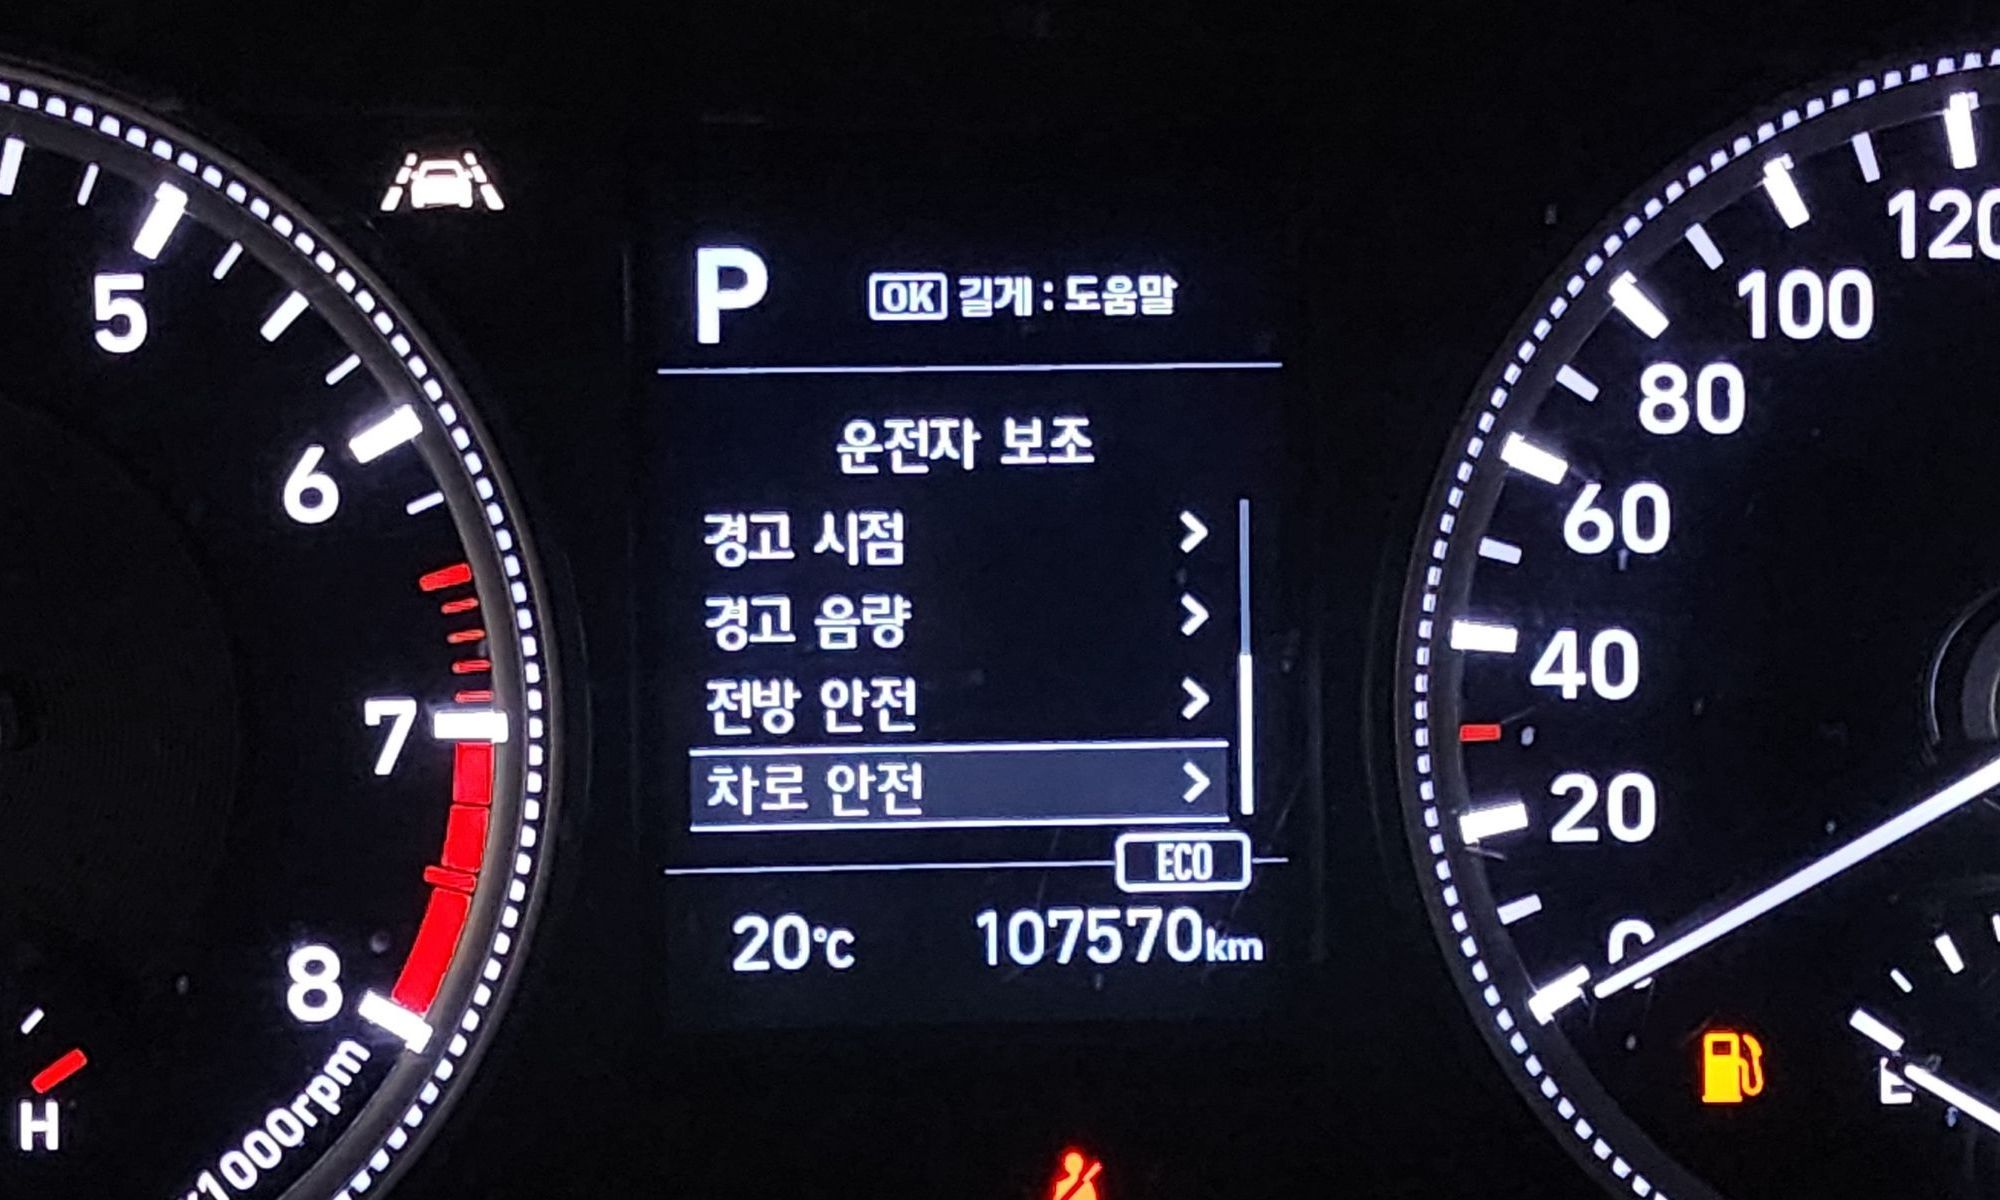 5
6
7
8
x1000rpm
H
P
OK 길게 : 도움말
운전자 보조
경고 시점
경고 음량
전방 안전
차로 안전
ECO
20°C 107570km
120
100
80
60
40
20
0
E